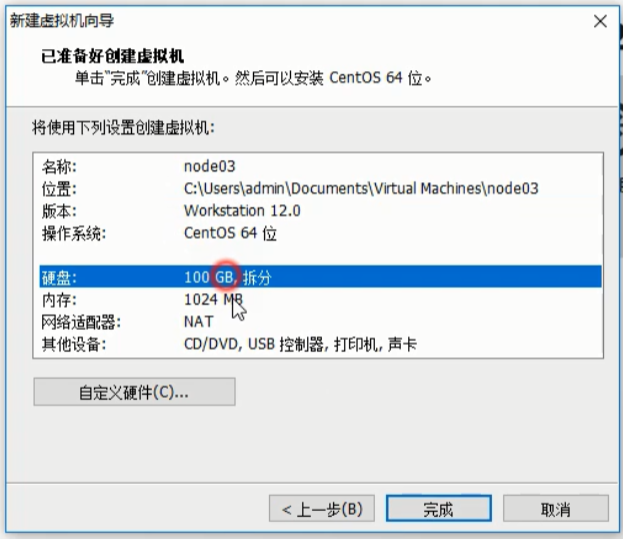 新建虚拟机向导
已准备好创建虚拟机
单击"完成"创建虚拟机。然后可以安装 CentOS 64 位。
将使用下列设置创建虚拟机:
名称: node03
位置: C:\Users\admin\Documents\Virtual Machines\node03
版本: Workstation 12.0
操作系统: CentOS 64 位
硬盘: 100 GB, 拆分
内存: 1024 MB
网络适配器: NAT
其他设备: CD/DVD, USB 控制器, 打印机, 声卡
自定义硬件(C)...
< 上一步(B) 完成 取消